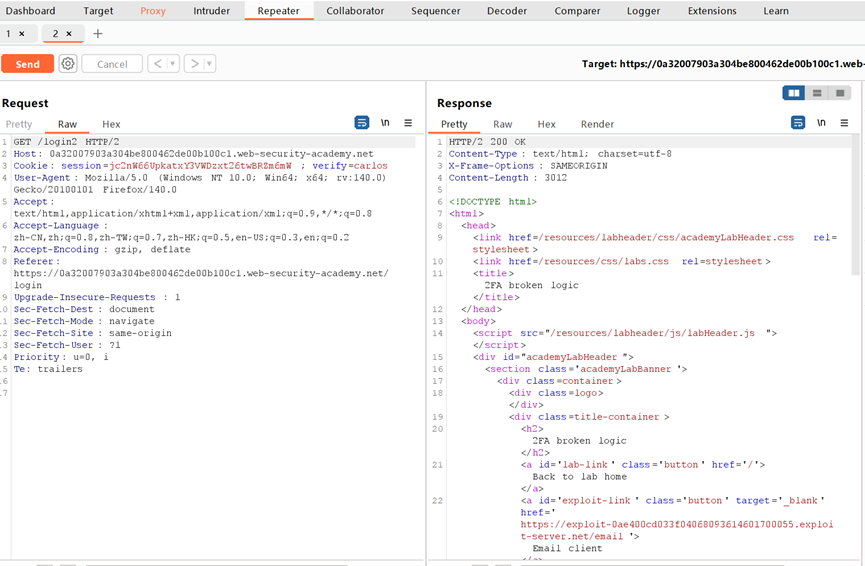 Dashboard Target Proxy Intruder Repeater Collaborator Sequencer Decoder Comparer Logger Extensions Learn
1 × 2 × +
Send Cancel < >
Target: https://0a32007903a304be800462de00b100c1.web-
Request
Pretty Raw Hex \n
1 GET /login2 HTTP/2
2 Host: 0a32007903a304be800462de00b100c1.web-security-academy.net
3 Cookie: session=jc2nW66UpkatxxY3VWDzxt26twBRZm6mW ; verify=carlos
4 User-Agent: Mozilla/5.0 (Windows NT 10.0; Win64; x64; rv:140.0)
Gecko/20100101 Firefox/140.0
5 Accept:
text/html,application/xhtml+xml,application/xml;q=0.9,*/*;q=0.8
6 Accept-Language:
zh-CN,zh;q=0.8,zh-TW;q=0.7,zh-HK;q=0.5,en-US;q=0.3,en;q=0.2
7 Accept-Encoding: gzip, deflate
8 Referer:
https://0a32007903a304be800462de00b100c1.web-security-academy.net/
login
9 Upgrade-Insecure-Requests : 1
10 Sec-Fetch-Dest: document
11 Sec-Fetch-Mode: navigate
12 Sec-Fetch-Site: same-origin
13 Sec-Fetch-User: ?1
14 Priority: u=0, i
15 Te: trailers
16
17
Response
Pretty Raw Hex Render \n
1 HTTP/2 200 OK
2 Content-Type: text/html; charset=utf-8
3 X-Frame-Options: SAMEORIGIN
4 Content-Length: 3012
5
6 <!DOCTYPE html>
7 <html>
8 <head>
9 <link href=/resources/labheader/css/academyLabHeader.css rel=
stylesheet>
10 <link href=/resources/css/labs.css rel=stylesheet>
11 <title>
2FA broken logic
</title>
12 </head>
13 <body>
14 <script src="/resources/labheader/js/labHeader.js ">
</script>
15 <div id="academyLabHeader ">
16 <section class='academyLabBanner '>
17 <div class=container>
18 <div class=logo>
</div>
19 <div class=title-container >
20 <h2>
2FA broken logic
</h2>
21 <a id='lab-link' class='button' href='/'>
Back to lab home
</a>
22 <a id='exploit-link' class='button' target='_blank'
href='
https://exploit-0ae400cd033f04068093614601700055.exploi
t-server.net/email '>
Email client